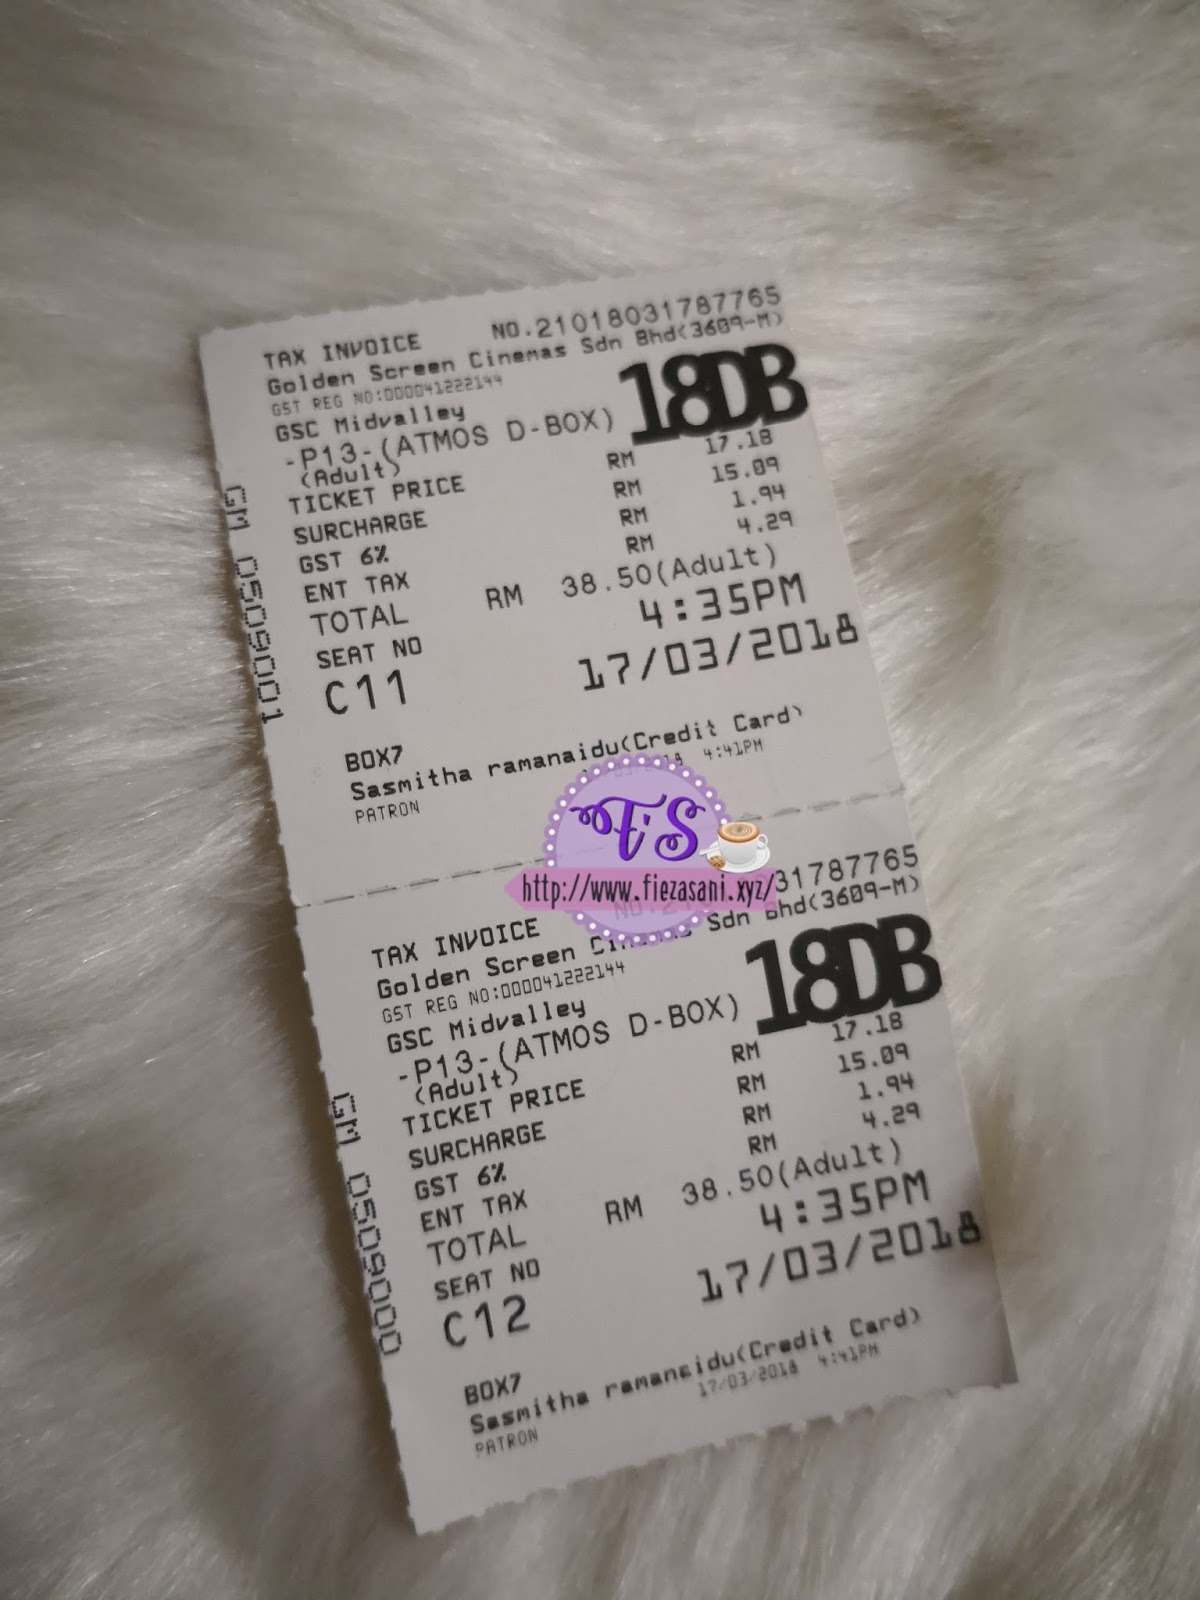 TAX INVOICE NO.21018031787765
Golden Screen Cinemas Sdn Bhd(3609-M)
GST REG NO:000041222144
GSC Midvalley 18DB
-P13-(ATMOS D-BOX)
(Adult)
TICKET PRICE RM 17.18
SURCHARGE RM 15.09
GST 6% RM 1.94
ENT TAX RM 4.29
TOTAL RM 38.50(Adult)
SEAT NO 4:35PM
C11 17/03/2018
BOX7
Sasmitha ramanaidu(Credit Card)
4:41PM
PATRON
GM 0509001
F'S
http://www.fiezasani.xyz/
TAX INVOICE 31787765
Golden Screen Sdn Bhd(3609-M)
GST REG NO:000041222144
GSC Midvalley 18DB
-P13-(ATMOS D-BOX)
(Adult)
TICKET PRICE RM 17.18
SURCHARGE RM 15.09
GST 6% RM 1.94
ENT TAX RM 4.29
TOTAL RM 38.50(Adult)
SEAT NO 4:35PM
C12 17/03/2018
BOX7
Sasmitha ramanaidu(Credit Card)
17/03/2018 4:41PM
PATRON
GM 0509000